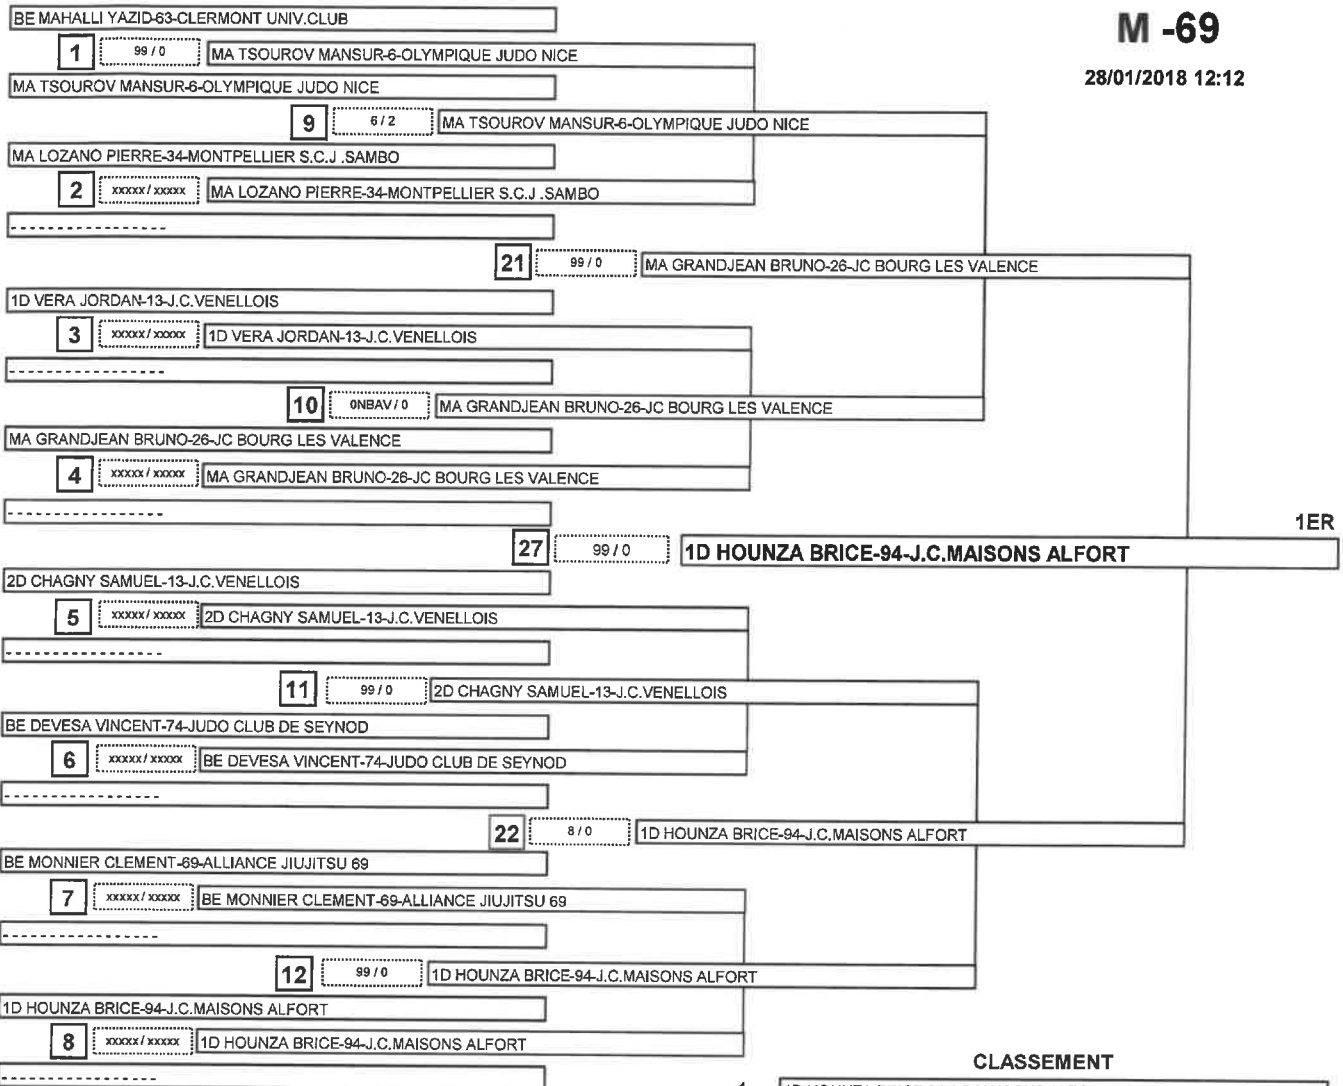 BE MAHALLI YAZID-63-CLERMONT UNIV.CLUB
M -69
1 99 / 0 MA TSOUROV MANSUR-6-OLYMPIQUE JUDO NICE
28/01/2018 12:12
MA TSOUROV MANSUR-6-OLYMPIQUE JUDO NICE
9 6 / 2 MA TSOUROV MANSUR-6-OLYMPIQUE JUDO NICE
MA LOZANO PIERRE-34-MONTPELLIER S.C.J .SAMBO
2 xxxxx / xxxxx MA LOZANO PIERRE-34-MONTPELLIER S.C.J .SAMBO
- - - - - - - - - - - - - - - -
21 99 / 0 MA GRANDJEAN BRUNO-26-JC BOURG LES VALENCE
1D VERA JORDAN-13-J.C.VENELLOIS
3 xxxxx / xxxxx 1D VERA JORDAN-13-J.C.VENELLOIS
- - - - - - - - - - - - - - - -
10 0NBAV / 0 MA GRANDJEAN BRUNO-26-JC BOURG LES VALENCE
MA GRANDJEAN BRUNO-26-JC BOURG LES VALENCE
4 xxxxx / xxxxx MA GRANDJEAN BRUNO-26-JC BOURG LES VALENCE
- - - - - - - - - - - - - - - -
1ER
27 99 / 0 1D HOUNZA BRICE-94-J.C.MAISONS ALFORT
2D CHAGNY SAMUEL-13-J.C.VENELLOIS
5 xxxxx / xxxxx 2D CHAGNY SAMUEL-13-J.C.VENELLOIS
- - - - - - - - - - - - - - - -
11 99 / 0 2D CHAGNY SAMUEL-13-J.C.VENELLOIS
BE DEVESA VINCENT-74-JUDO CLUB DE SEYNOD
6 xxxxx / xxxxx BE DEVESA VINCENT-74-JUDO CLUB DE SEYNOD
- - - - - - - - - - - - - - - -
22 8 / 0 1D HOUNZA BRICE-94-J.C.MAISONS ALFORT
BE MONNIER CLEMENT-69-ALLIANCE JIUJITSU 69
7 xxxxx / xxxxx BE MONNIER CLEMENT-69-ALLIANCE JIUJITSU 69
- - - - - - - - - - - - - - - -
12 99 / 0 1D HOUNZA BRICE-94-J.C.MAISONS ALFORT
1D HOUNZA BRICE-94-J.C.MAISONS ALFORT
8 xxxxx / xxxxx 1D HOUNZA BRICE-94-J.C.MAISONS ALFORT
CLASSEMENT
- - - - - - - - - - - - - - - -